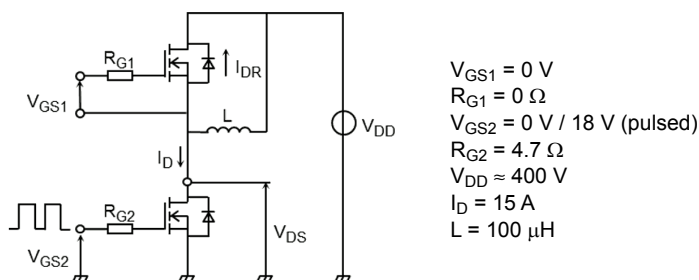 R_G1
I_DR
V_GS1
L
V_DD
I_D
R_G2
V_DS
V_GS2
V_GS1 = 0 V
R_G1 = 0 Ω
V_GS2 = 0 V / 18 V (pulsed)
R_G2 = 4.7 Ω
V_DD ≈ 400 V
I_D = 15 A
L = 100 μH